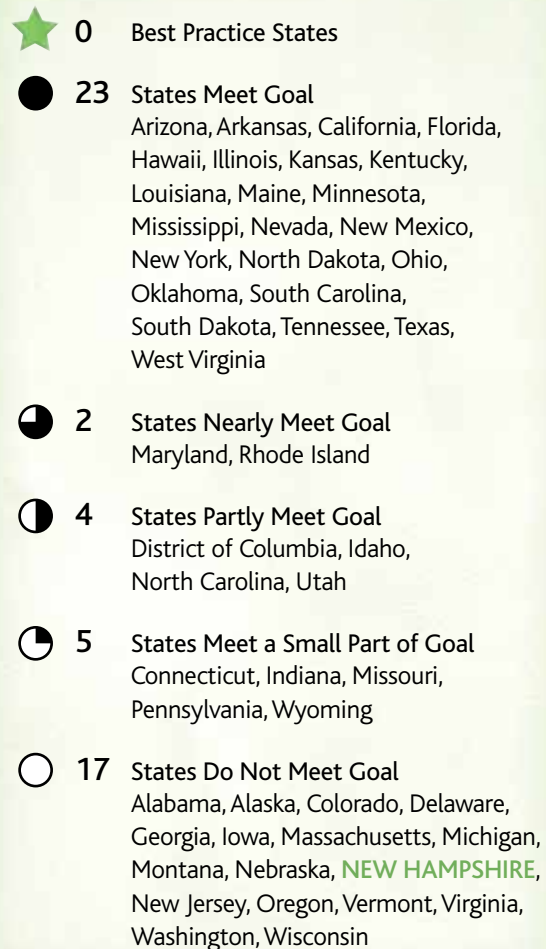 0 Best Practice States
23 States Meet Goal
Arizona, Arkansas, California, Florida,
Hawaii, Illinois, Kansas, Kentucky,
Louisiana, Maine, Minnesota,
Mississippi, Nevada, New Mexico,
New York, North Dakota, Ohio,
Oklahoma, South Carolina,
South Dakota, Tennessee, Texas,
West Virginia
2 States Nearly Meet Goal
Maryland, Rhode Island
4 States Partly Meet Goal
District of Columbia, Idaho,
North Carolina, Utah
5 States Meet a Small Part of Goal
Connecticut, Indiana, Missouri,
Pennsylvania, Wyoming
17 States Do Not Meet Goal
Alabama, Alaska, Colorado, Delaware,
Georgia, Iowa, Massachusetts, Michigan,
Montana, Nebraska, NEW HAMPSHIRE,
New Jersey, Oregon, Vermont, Virginia,
Washington, Wisconsin